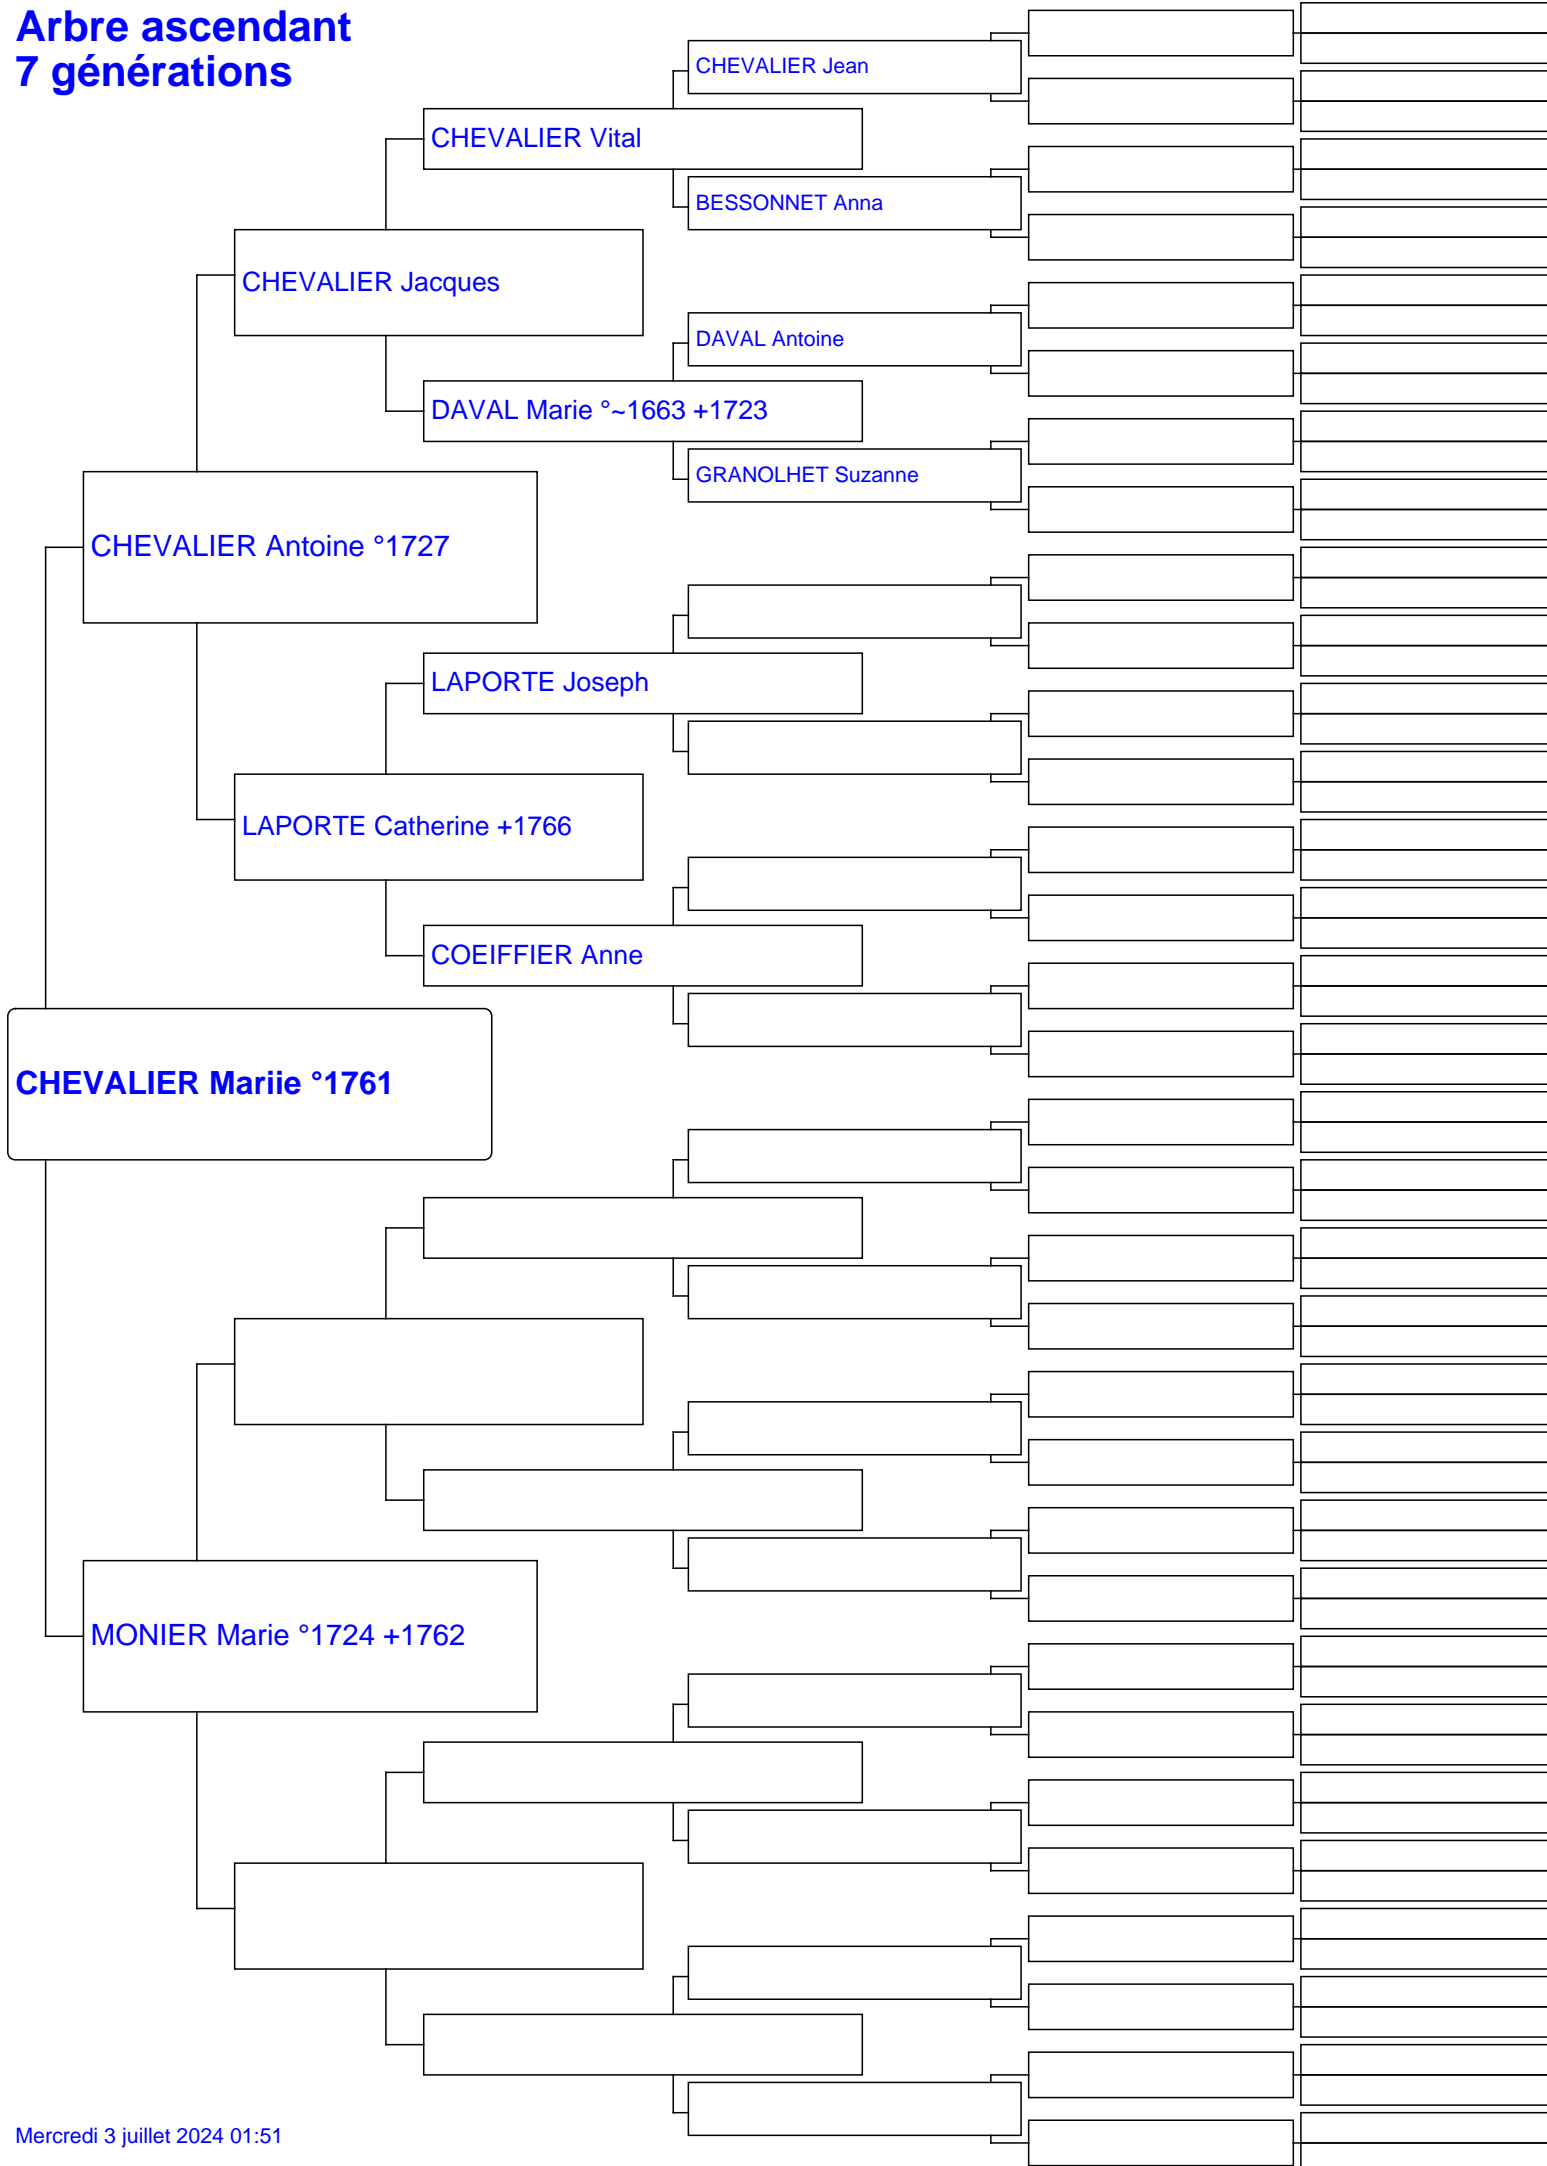 Arbre ascendant
7 générations
CHEVALIER Jean
CHEVALIER Vital
BESSONNET Anna
CHEVALIER Jacques
DAVAL Antoine
DAVAL Marie °~1663 +1723
GRANOLHET Suzanne
CHEVALIER Antoine °1727
LAPORTE Joseph
LAPORTE Catherine +1766
COEIFFIER Anne
CHEVALIER Mariie °1761
MONIER Marie °1724 +1762
Mercredi 3 juillet 2024 01:51